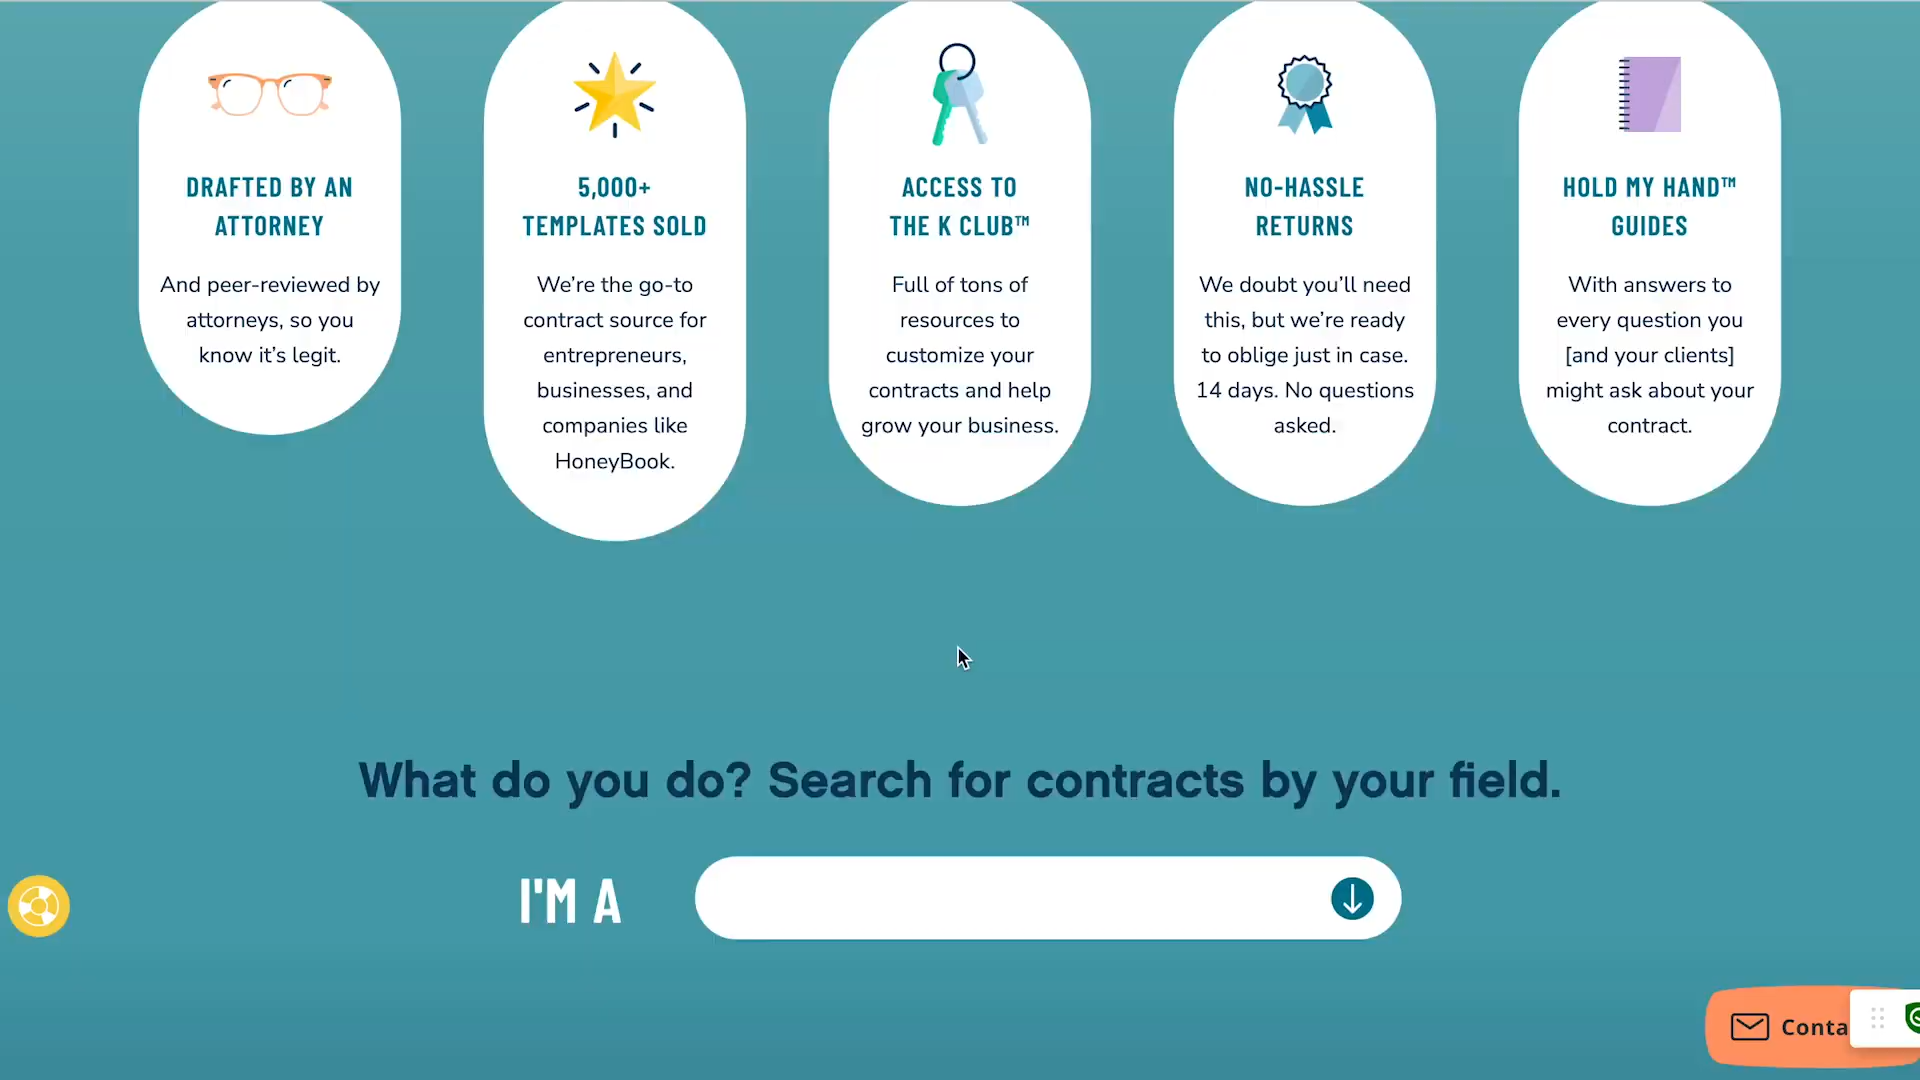 DRAFTED BY AN
ATTORNEY
And peer-reviewed by
attorneys, so you
know it’s legit.
5,000+
TEMPLATES SOLD
We’re the go-to
contract source for
entrepreneurs,
businesses, and
companies like
HoneyBook.
ACCESS TO
THE K CLUB™
Full of tons of
resources to
customize your
contracts and help
grow your business.
NO-HASSLE
RETURNS
We doubt you’ll need
this, but we’re ready
to oblige just in case.
14 days. No questions
asked.
HOLD MY HAND™
GUIDES
With answers to
every question you
[and your clients]
might ask about your
contract.
What do you do? Search for contracts by your field.
I'M A
Conta